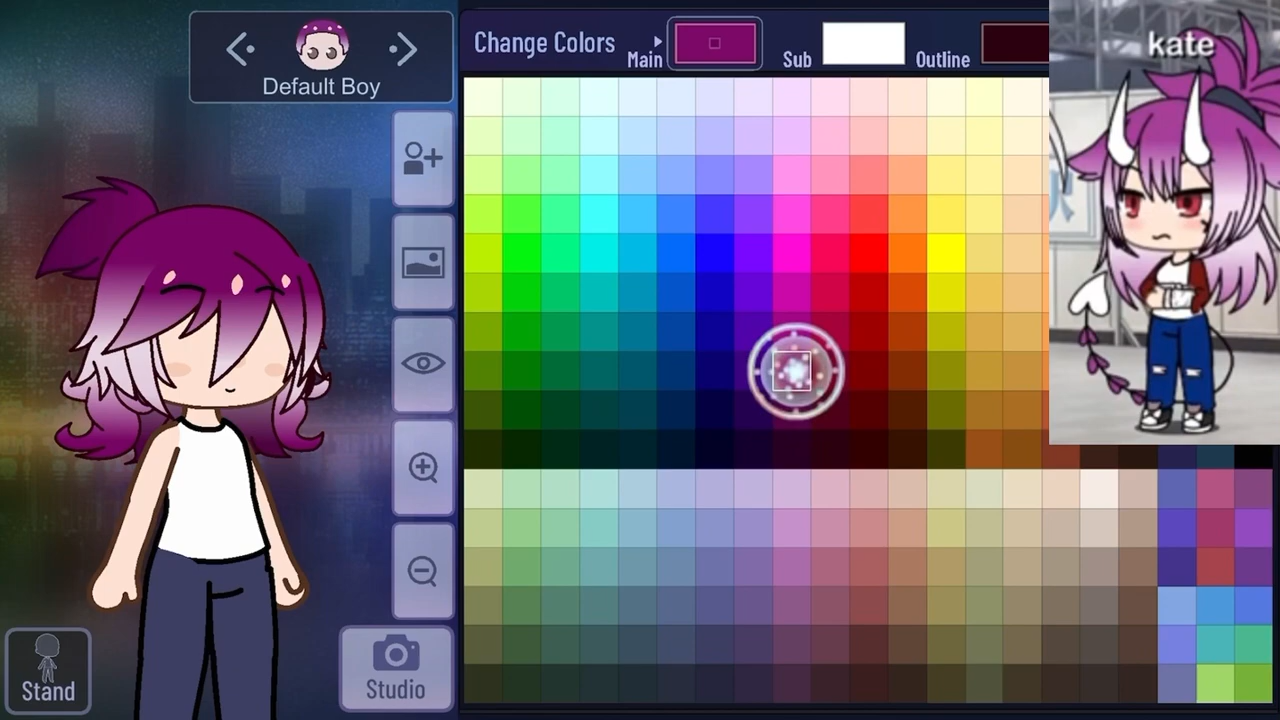 Default Boy
Change Colors
Main
Sub
Outline
kate
Stand
Studio